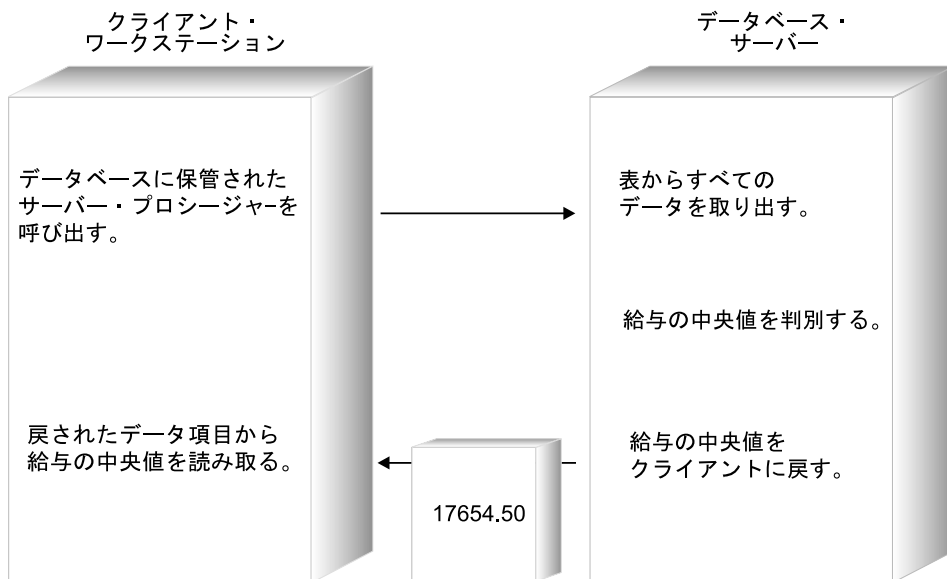 クライアント・
ワークステーション
データベース・
サーバー
データベースに保管された
サーバー・プロシージャーを
呼び出す。
表からすべての
データを取り出す。
給与の中央値を判別する。
戻されたデータ項目から
給与の中央値を読み取る。
給与の中央値を
クライアントに戻す。
17654.50